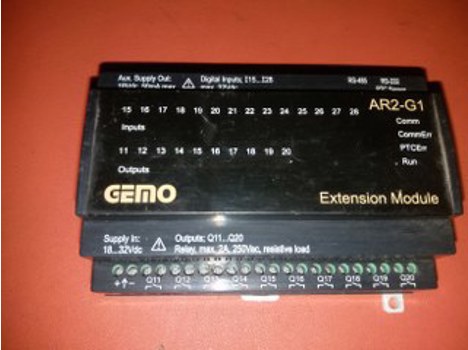 Aux. Supply Out: Digital Inputs; I15...I28 RS-485 RS-232
max. 32Vdc
15 16 17 18 19 20 21 22 23 24 25 26 27 28 AR2-G1
Inputs
Comm
CommErr
11 12 13 14 15 16 17 18 19 20 PTCErr
Outputs
Run
GEMO Extension Module
Supply In: Outputs: Q11...Q20
18...32Vdc Relay, max. 2A, 250Vac, resistive load
Q11 Q12 Q13 Q14 Q15 Q16 Q17 Q18 Q19 Q20